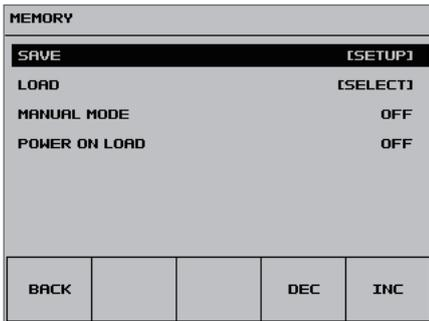 MEMORY
SAVE [SETUP]
LOAD [SELECT]
MANUAL MODE OFF
POWER ON LOAD OFF
BACK DEC INC